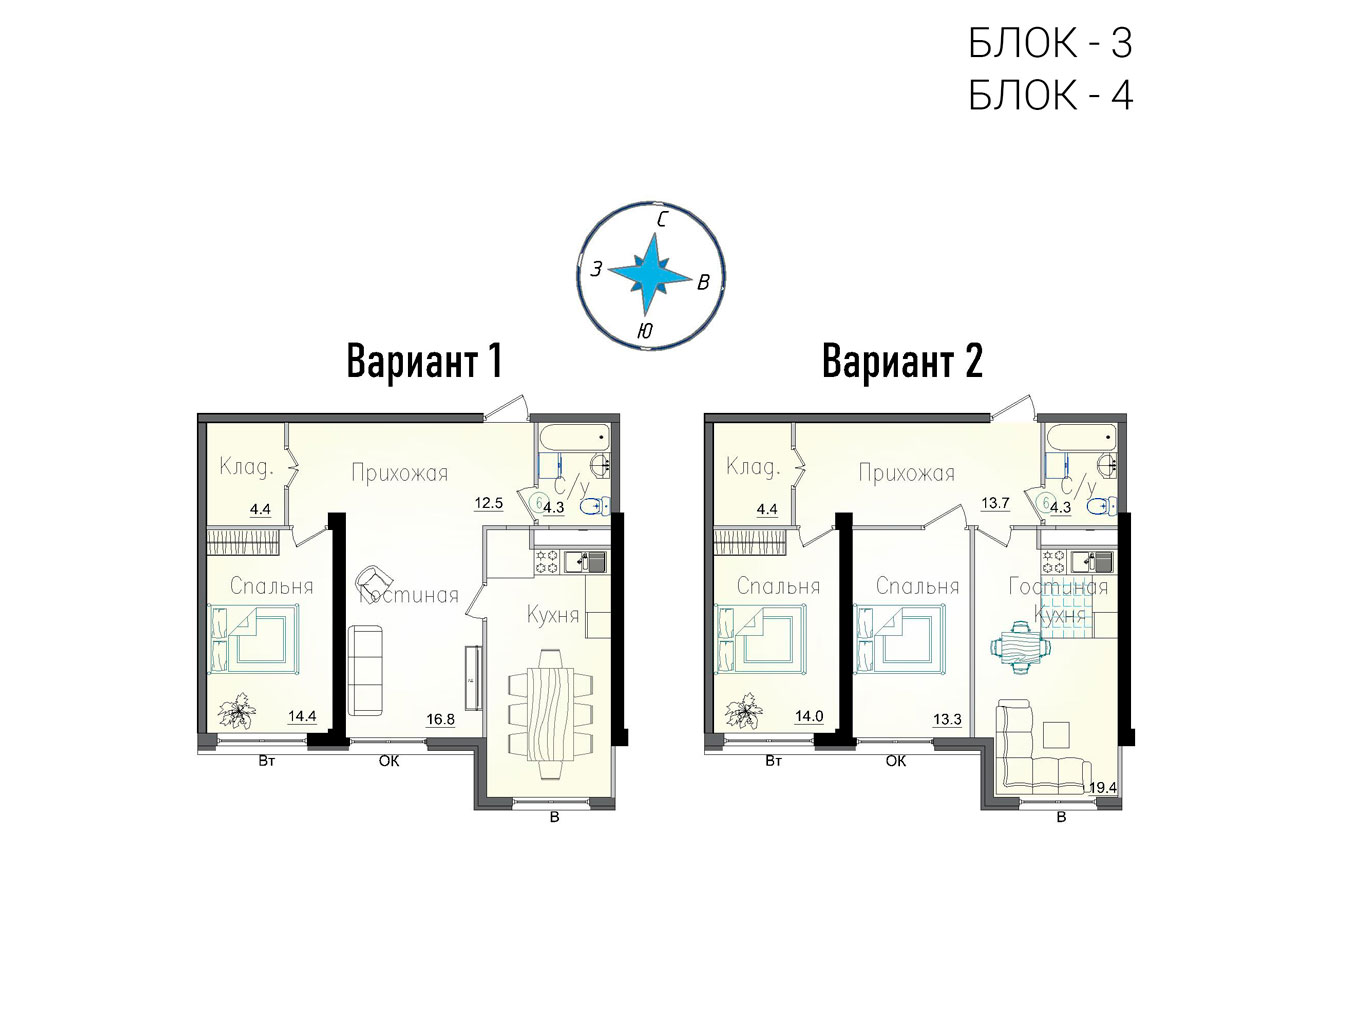 БЛОК - 3
БЛОК - 4
С
З
В
Ю
Вариант 1
Вариант 2
Клад.
4.4
Прихожая
12.5
С/у
6
4.3
Спальня
14.4
Гостиная
16.8
Кухня
Вт
ОК
В
Клад.
4.4
Прихожая
13.7
С/у
6
4.3
Спальня
14.0
Спальня
13.3
Гостиная
Кухня
19.4
Вт
ОК
В